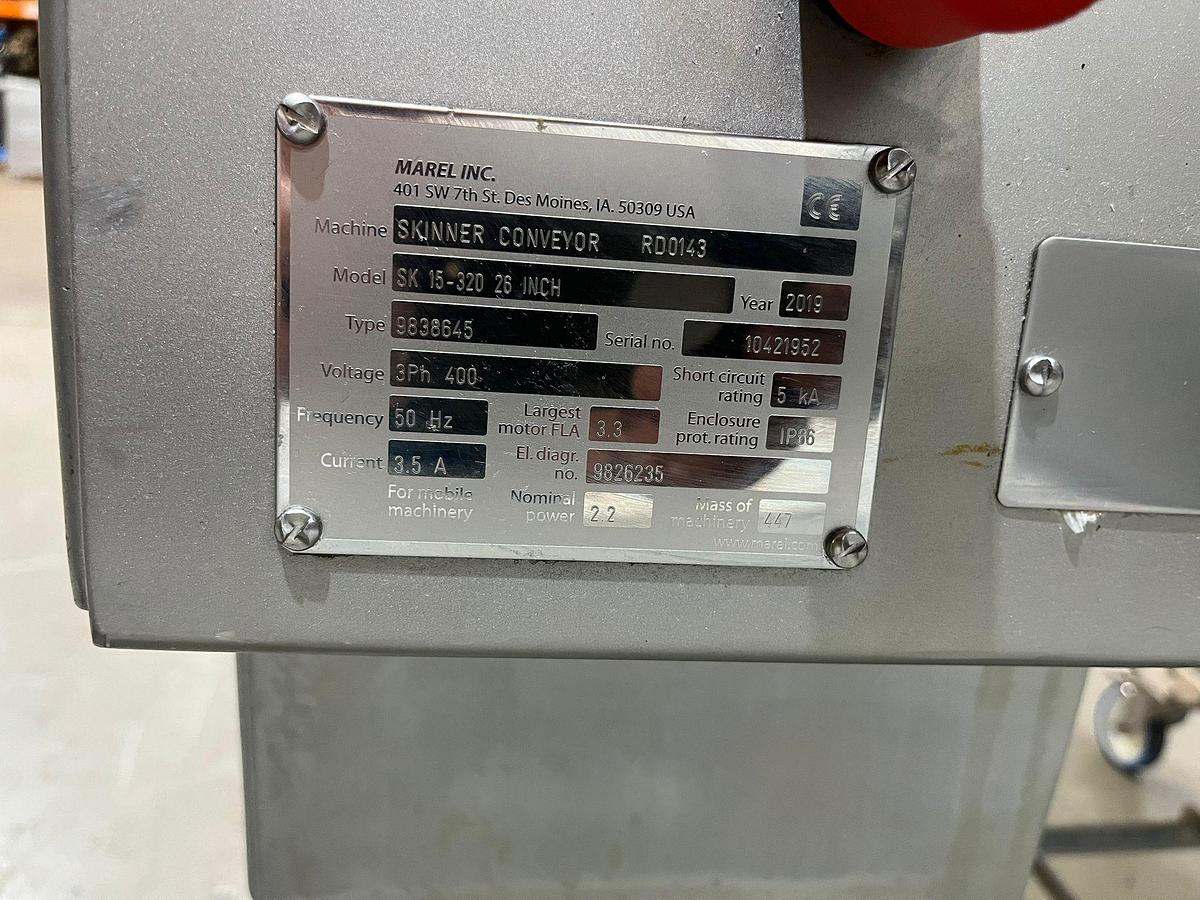 MAREL INC.
401 SW 7th St. Des Moines, IA. 50309 USA
CE
Machine SKINNER CONVEYOR RD0143
Model SK 15-320 26 INCH Year 2019
Type 9838645 Serial no. 10421952
Voltage 3Ph 400 Short circuit rating 5 kA
Frequency 50 Hz Largest motor FLA 3.3 Enclosure prot. rating IP66
Current 3.5 A El. diagr. no. 9826235
For mobile machinery Nominal power 2.2 Mass of machinery 447
www.marel.com